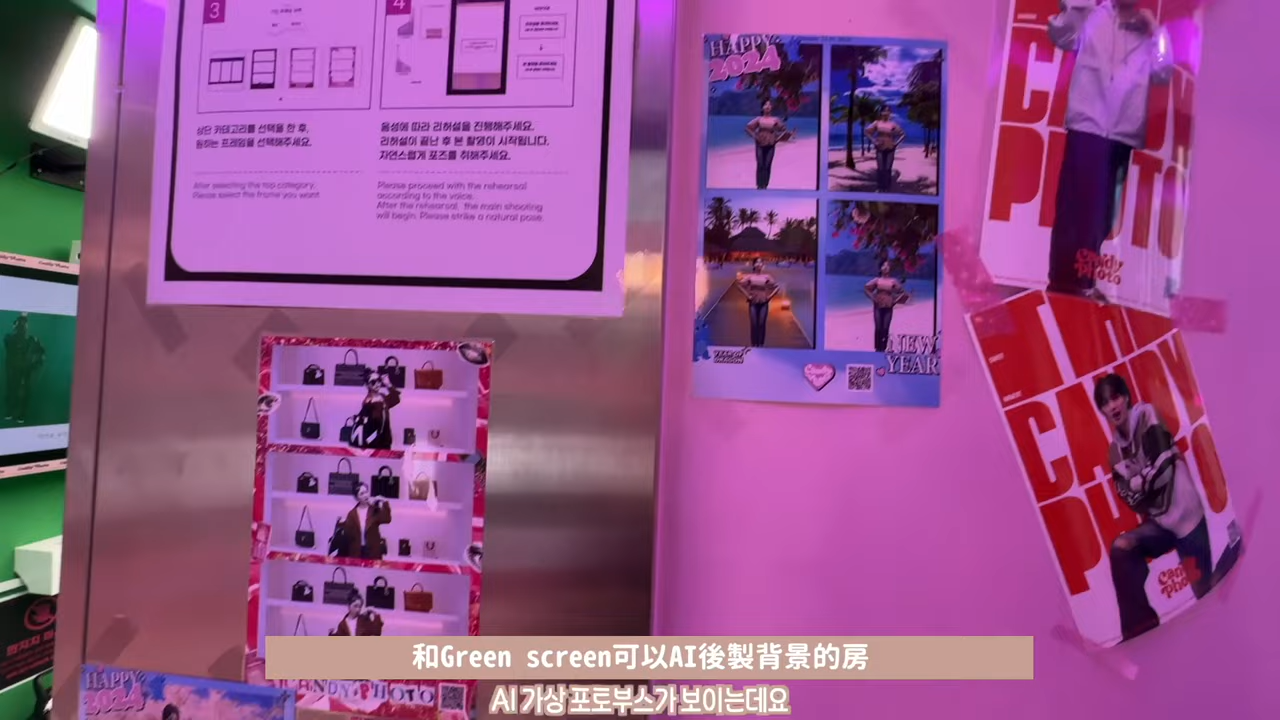 3
4
상단 카테고리를 선택을 한 후,
원하는 프레임을 선택해주세요.
After selecting the top category.
Please select the frame you want
음성에 따라 리허설을 진행해주세요.
리허설이 끝난 후 본 촬영이 시작됩니다.
자연스럽게 포즈를 취해주세요.
Please proceed with the rehearsal
according to the voice.
After the rehearsal, the main shooting
will begin. Please strike a natural pose.
HAPPY
2024
YEAR OF
DRAGON
NEW
YEAR
PHOTO
Candy
Photo
CANDY
PHOTO
Candy
Photo
HAPPY
2024
CANDY PHOTO
和Green screen可以AI後製背景的房
AI 가상 포토부스가 보이는데요